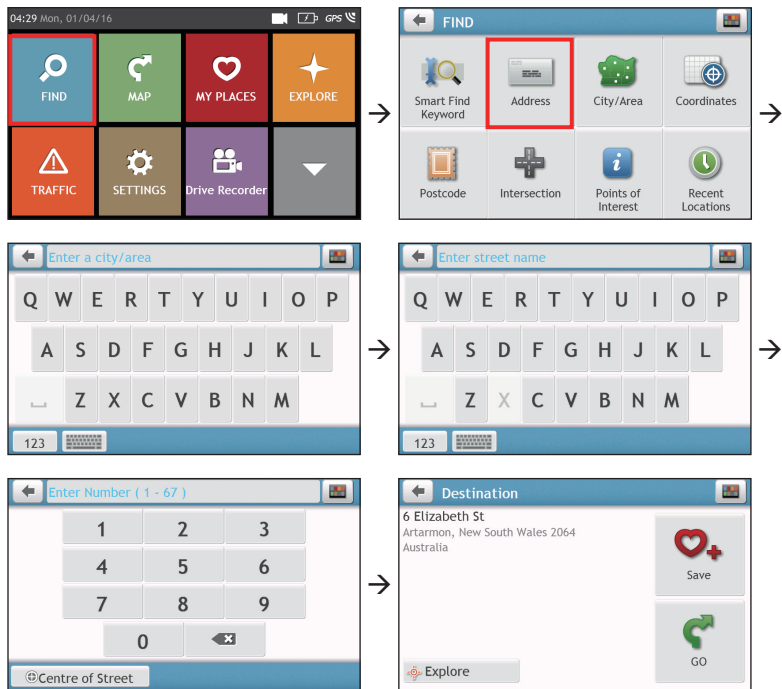 04:29 Mon, 01/04/16 GPS
FIND
MAP
MY PLACES
EXPLORE
TRAFFIC
SETTINGS
Drive Recorder
→
FIND
Smart Find
Keyword
Address
City/Area
Coordinates
Postcode
Intersection
Points of
Interest
Recent
Locations
→
Enter a city/area
Q W E R T Y U I O P
A S D F G H J K L
Z X C V B N M
123
→
Enter street name
Q W E R T Y U I O P
A S D F G H J K L
Z X C V B N M
123
→
Enter Number ( 1 - 67 )
1 2 3
4 5 6
7 8 9
0
Centre of Street
→
Destination
6 Elizabeth St
Artarmon, New South Wales 2064
Australia
Save
GO
Explore